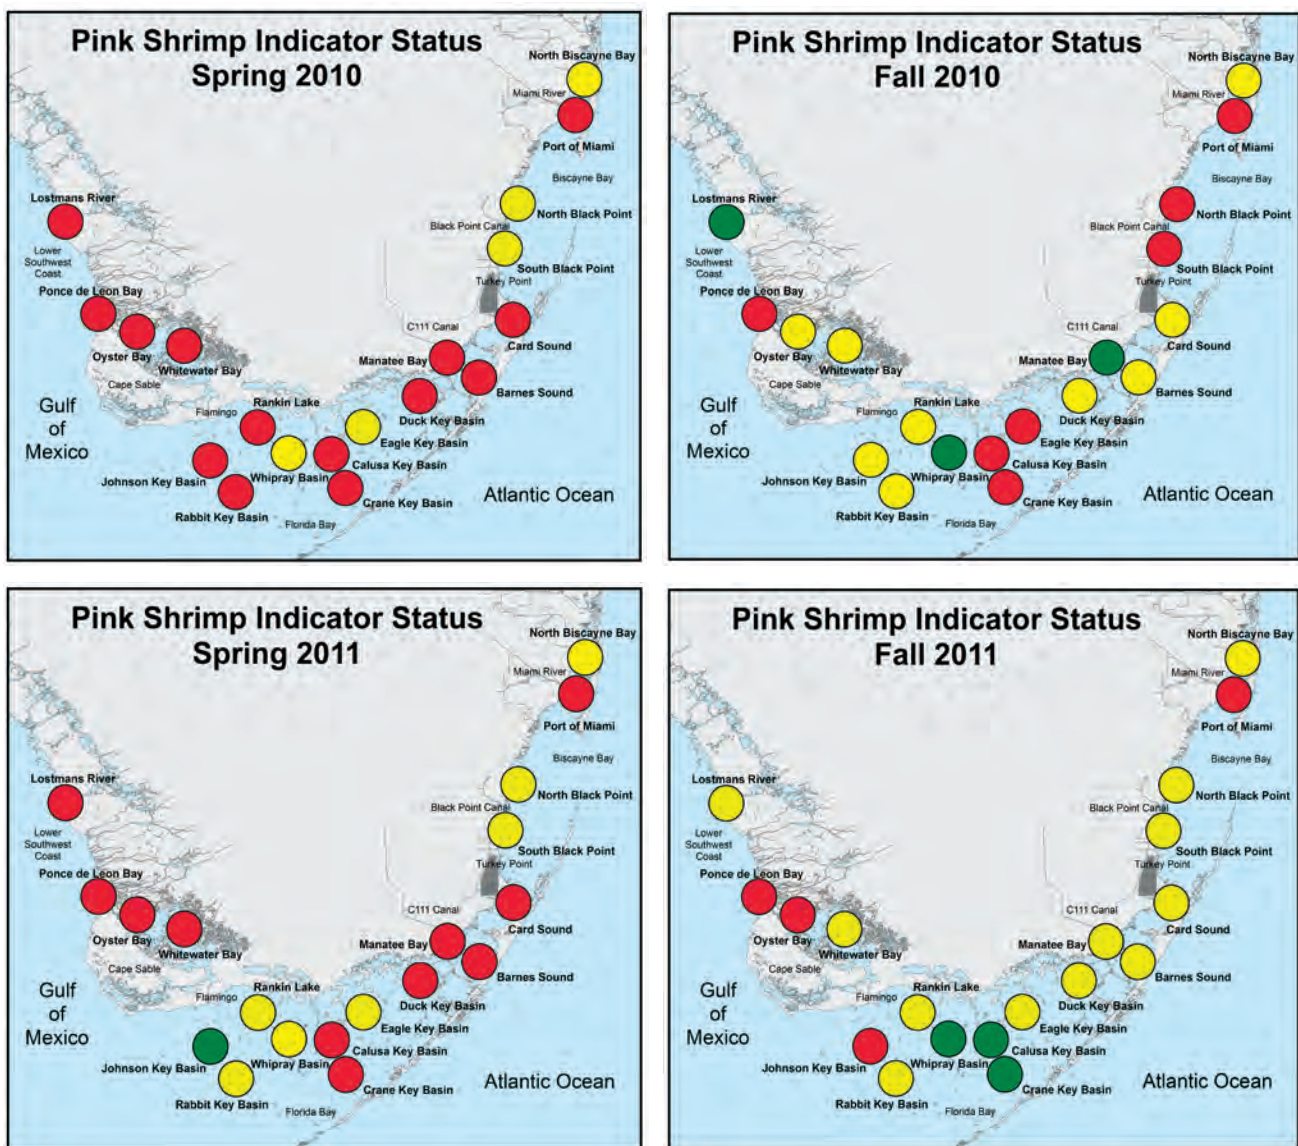 Pink Shrimp Indicator Status
Spring 2010
North Biscayne Bay
Miami River
Port of Miami
Biscayne Bay
Lostmans River
North Black Point
Black Point Canal
Lower
Southwest
Coast
South Black Point
Turkey Point
Ponce de Leon Bay
C111 Canal
Card Sound
Oyster Bay
Manatee Bay
Whitewater Bay
Cape Sable
Barnes Sound
Gulf
of
Mexico
Flamingo
Rankin Lake
Duck Key Basin
Eagle Key Basin
Calusa Key Basin
Whipray Basin
Johnson Key Basin
Crane Key Basin
Atlantic Ocean
Rabbit Key Basin
Florida Bay
Pink Shrimp Indicator Status
Fall 2010
North Biscayne Bay
Miami River
Port of Miami
Biscayne Bay
Lostmans River
North Black Point
Black Point Canal
Lower
Southwest
Coast
South Black Point
Turkey Point
Ponce de Leon Bay
C111 Canal
Card Sound
Oyster Bay
Manatee Bay
Whitewater Bay
Cape Sable
Barnes Sound
Gulf
of
Mexico
Flamingo
Rankin Lake
Duck Key Basin
Eagle Key Basin
Calusa Key Basin
Whipray Basin
Johnson Key Basin
Crane Key Basin
Atlantic Ocean
Rabbit Key Basin
Florida Bay
Pink Shrimp Indicator Status
Spring 2011
North Biscayne Bay
Miami River
Port of Miami
Biscayne Bay
Lostmans River
North Black Point
Black Point Canal
Lower
Southwest
Coast
South Black Point
Turkey Point
Ponce de Leon Bay
C111 Canal
Card Sound
Oyster Bay
Manatee Bay
Whitewater Bay
Cape Sable
Barnes Sound
Gulf
of
Mexico
Flamingo
Rankin Lake
Duck Key Basin
Eagle Key Basin
Calusa Key Basin
Whipray Basin
Johnson Key Basin
Crane Key Basin
Atlantic Ocean
Rabbit Key Basin
Florida Bay
Pink Shrimp Indicator Status
Fall 2011
North Biscayne Bay
Miami River
Port of Miami
Biscayne Bay
Lostmans River
North Black Point
Black Point Canal
Lower
Southwest
Coast
South Black Point
Turkey Point
Ponce de Leon Bay
C111 Canal
Card Sound
Oyster Bay
Manatee Bay
Whitewater Bay
Cape Sable
Barnes Sound
Gulf
of
Mexico
Flamingo
Rankin Lake
Duck Key Basin
Eagle Key Basin
Calusa Key Basin
Whipray Basin
Johnson Key Basin
Crane Key Basin
Atlantic Ocean
Rabbit Key Basin
Florida Bay